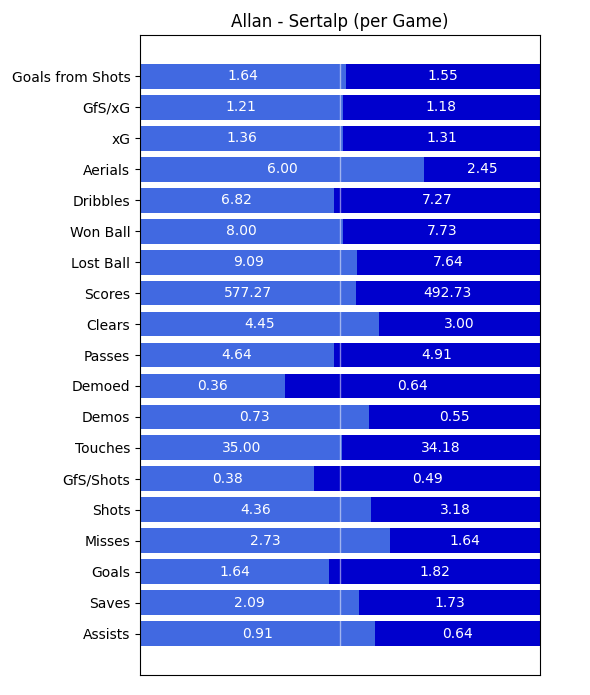 Allan - Sertalp (per Game)
Goals from Shots 1.64 1.55
GfS/xG 1.21 1.18
xG 1.36 1.31
Aerials 6.00 2.45
Dribbles 6.82 7.27
Won Ball 8.00 7.73
Lost Ball 9.09 7.64
Scores 577.27 492.73
Clears 4.45 3.00
Passes 4.64 4.91
Demoed 0.36 0.64
Demos 0.73 0.55
Touches 35.00 34.18
GfS/Shots 0.38 0.49
Shots 4.36 3.18
Misses 2.73 1.64
Goals 1.64 1.82
Saves 2.09 1.73
Assists 0.91 0.64